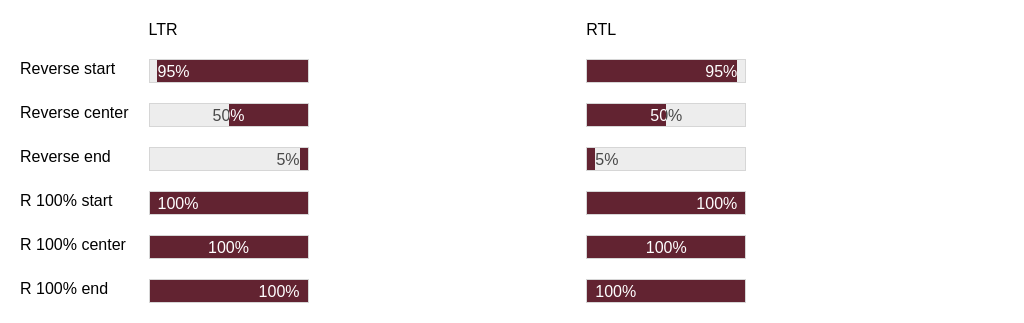 LTR RTL
Reverse start 95% 95%
Reverse center 50% 50%
Reverse end 5% 5%
R 100% start 100% 100%
R 100% center 100% 100%
R 100% end 100% 100%